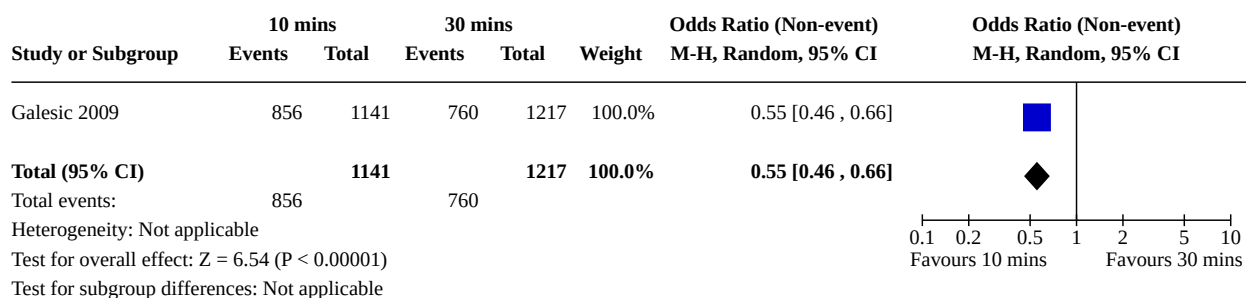 10 mins 30 mins Odds Ratio (Non-event) Odds Ratio (Non-event)
Study or Subgroup Events Total Events Total Weight M-H, Random, 95% CI M-H, Random, 95% CI
Galesic 2009 856 1141 760 1217 100.0% 0.55 [0.46 , 0.66]
Total (95% CI) 1141 1217 100.0% 0.55 [0.46 , 0.66]
Total events: 856 760
Heterogeneity: Not applicable
Test for overall effect: Z = 6.54 (P < 0.00001)
Test for subgroup differences: Not applicable
0.1 0.2 0.5 1 2 5 10
Favours 10 mins Favours 30 mins